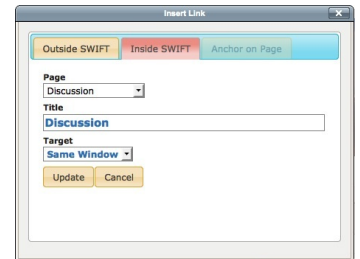 Insert Link
Outside SWIFT Inside SWIFT Anchor on Page
Page
Discussion
Title
Discussion
Target
Same Window
Update Cancel